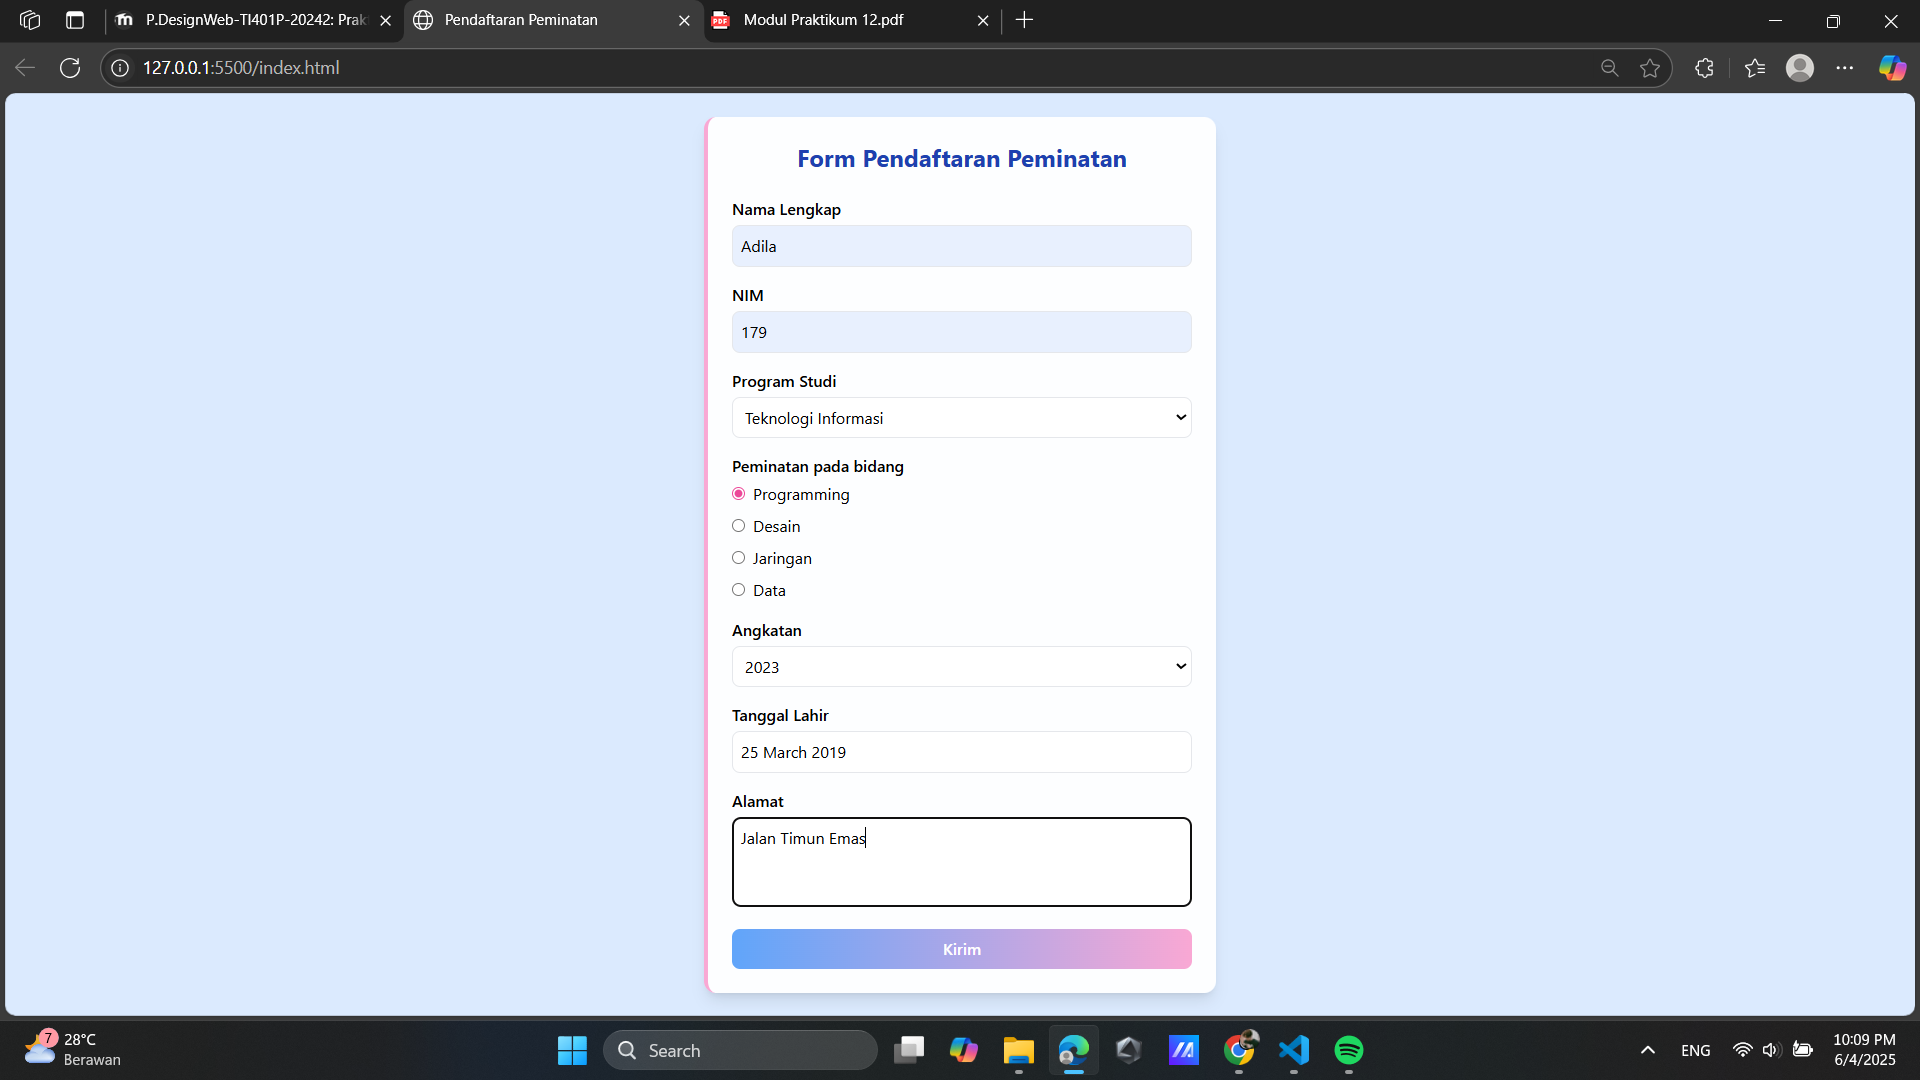 P.DesignWeb-TI401P-20242: Prak
Pendaftaran Peminatan
Modul Praktikum 12.pdf
127.0.0.1:5500/index.html
Form Pendaftaran Peminatan
Nama Lengkap
Adila
NIM
179
Program Studi
Teknologi Informasi
Peminatan pada bidang
Programming
Desain
Jaringan
Data
Angkatan
2023
Tanggal Lahir
25 March 2019
Alamat
Jalan Timun Emas
Kirim
7
28°C
Berawan
Search
ENG
10:09 PM
6/4/2025